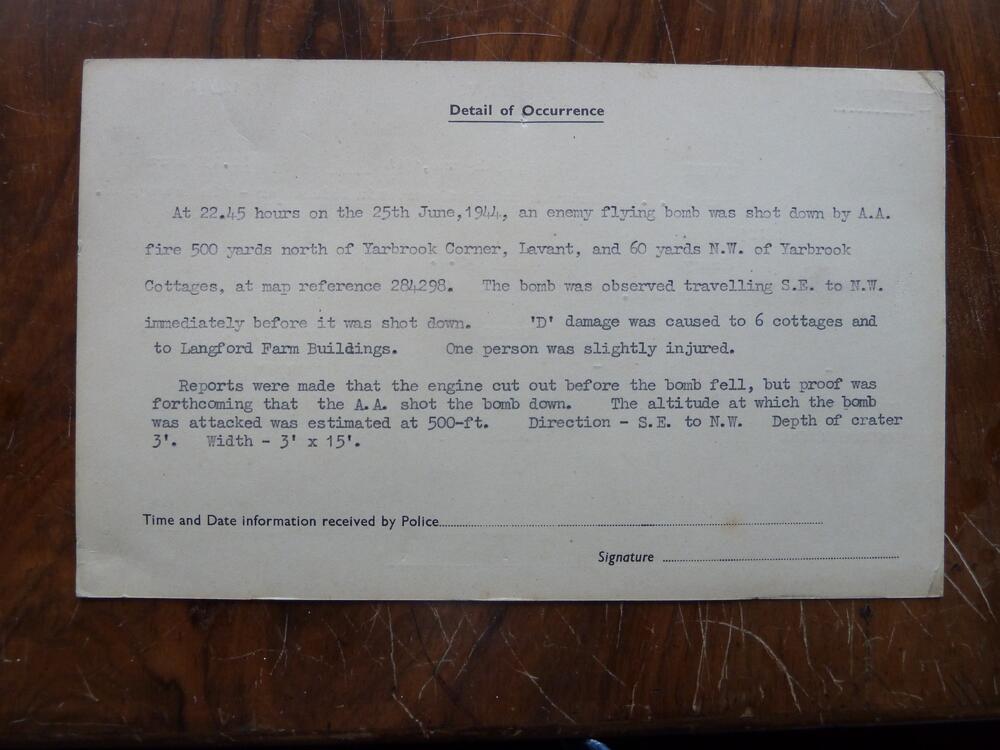 Detail of Occurrence
At 22.45 hours on the 25th June,1944, an enemy flying bomb was shot down by A.A.
fire 500 yards north of Yarbrook Corner, Lavant, and 60 yards N.W. of Yarbrook
Cottages, at map reference 284298. The bomb was observed travelling S.E. to N.W.
immediately before it was shot down. 'D' damage was caused to 6 cottages and
to Langford Farm Buildings. One person was slightly injured.
Reports were made that the engine cut out before the bomb fell, but proof was
forthcoming that the A.A. shot the bomb down. The altitude at which the bomb
was attacked was estimated at 500-ft. Direction - S.E. to N.W. Depth of crater
3'. Width - 3' x 15'.
Time and Date information received by Police
Signature